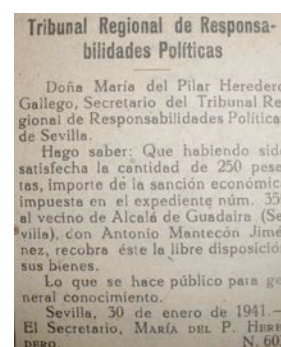 Tribunal Regional de Responsa-
bilidades Políticas
Doña María del Pilar Heredero
Gallego, Secretario del Tribunal Re
gional de Responsabilidades Política
de Sevilla.
Hago saber: Que habiendo sid
satisfecha la cantidad de 250 pese
tas, importe de la sanción económic
impuesta en el expediente núm. 35
al vecino de Alcalá de Guadaira (Se
villa), don Antonio Mantecón Jimé
nez, recobra éste la libre disposició
sus bienes.
Lo que se hace público para ge
neral conocimiento.
Sevilla, 30 de enero de 1941.—
El Secretario, MARÍA DEL P. HERE
DERO. N. 60